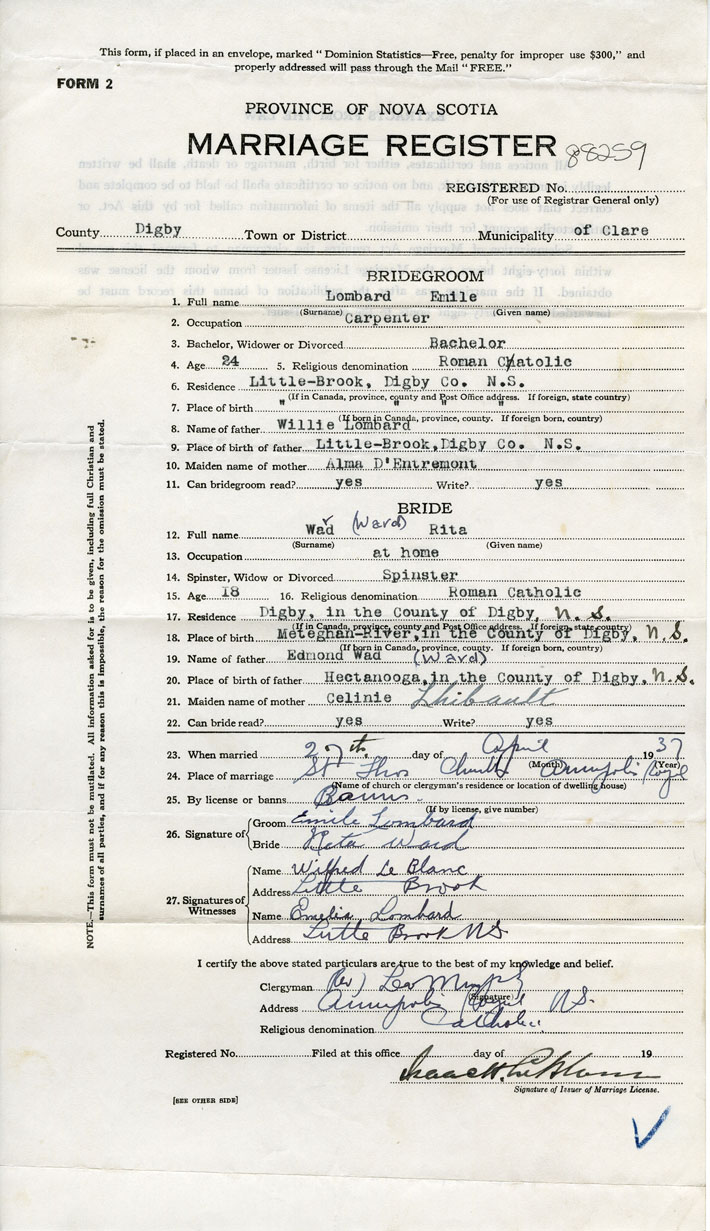 This form, if placed in an envelope, marked "Dominion Statistics—Free, penalty for improper use $300," and
properly addressed will pass through the Mail "FREE."
FORM 2
PROVINCE OF NOVA SCOTIA
MARRIAGE REGISTER 88259
REGISTERED No.
(For use of Registrar General only)
County Digby Town or District Municipality of Clare
BRIDEGROOM
1. Full name Lombard Emile
(Surname) (Given name)
2. Occupation Carpenter
3. Bachelor, Widower or Divorced Bachelor
4. Age 24 5. Religious denomination Roman Catolic
6. Residence Little-Brook, Digby Co. N.S.
(If in Canada, province, county and Post Office address. If foreign, state country)
7. Place of birth " " " "
(If born in Canada, province, county. If foreign born, country)
8. Name of father Willie Lombard
9. Place of birth of father Little-Brook,Digby Co. N.S.
10. Maiden name of mother Alma D'Entremont
11. Can bridegroom read? yes Write? yes
BRIDE
12. Full name Wad (Ward) Rita
(Surname) (Given name)
13. Occupation at home
14. Spinster, Widow or Divorced Spinster
15. Age 18 16. Religious denomination Roman Catholic
17. Residence Digby, in the County of Digby, N.S.
(If in Canada, province, county and Post Office address. If foreign, state country)
18. Place of birth Meteghan-River,in the County of Digby, N.S.
(If born in Canada, province, county. If foreign born, country)
19. Name of father Edmond Wad (Ward)
20. Place of birth of father Hectanooga,in the County of Digby, N.S.
21. Maiden name of mother Celinie Thibault
22. Can bride read? yes Write? yes
23. When married 27th day of April 1937
(Month) (Year)
24. Place of marriage St Thos Church Annapolis Royal
(Name of church or clergyman's residence or location of dwelling house)
25. By license or banns Banns
(If by license, give number)
26. Signature of
Groom Emile Lombard
Bride Rita Ward
27. Signatures of Witnesses
Name Wilfred Le Blanc
Address Little Brook
Name Emelia Lombard
Address Little Brook NS
I certify the above stated particulars are true to the best of my knowledge and belief.
Clergyman (Rev) Leo Murphy
(Signature)
Address Annapolis Royal NS.
Religious denomination Catholic
Registered No. Filed at this office day of 19
Isaac H. LeBlanc
Signature of Issuer of Marriage License.
[SEE OTHER SIDE]
NOTE.—This form must not be mutilated. All information asked for is to be given, including full Christian and
surnames of all parties, and if for any reason this is impossible, the reason for the omission must be stated.